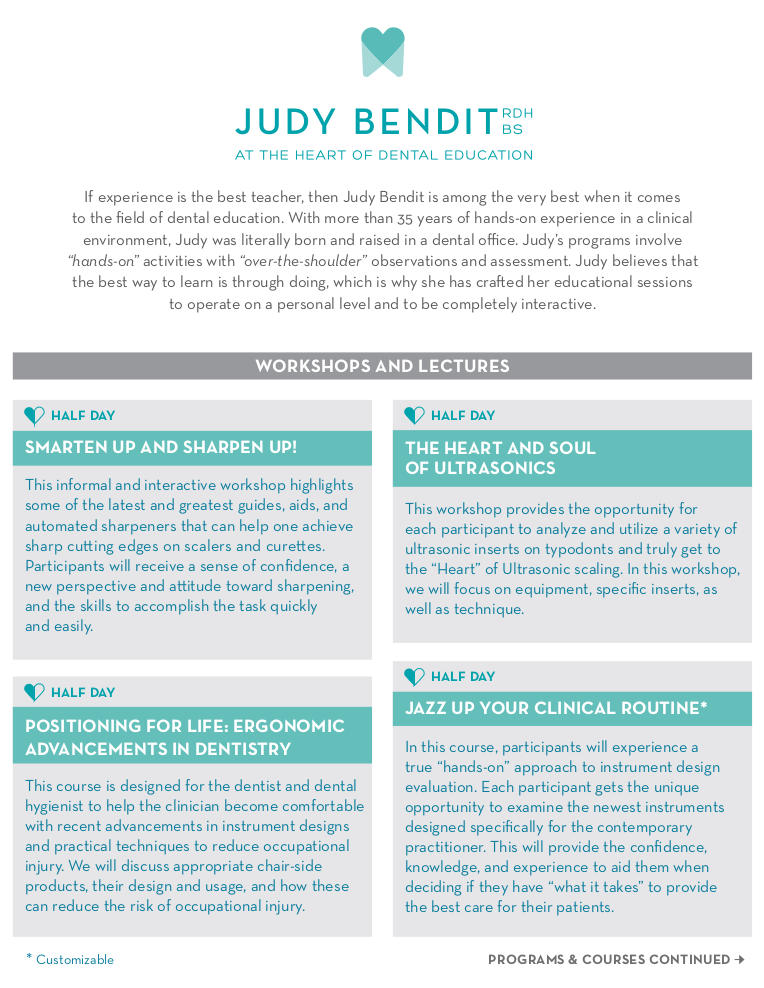 JUDY BENDIT RDH BS
AT THE HEART OF DENTAL EDUCATION
If experience is the best teacher, then Judy Bendit is among the very best when it comes
to the field of dental education. With more than 35 years of hands-on experience in a clinical
environment, Judy was literally born and raised in a dental office. Judy's programs involve
"hands-on" activities with "over-the-shoulder" observations and assessment. Judy believes that
the best way to learn is through doing, which is why she has crafted her educational sessions
to operate on a personal level and to be completely interactive.
WORKSHOPS AND LECTURES
HALF DAY
SMARTEN UP AND SHARPEN UP!
This informal and interactive workshop highlights
some of the latest and greatest guides, aids, and
automated sharpeners that can help one achieve
sharp cutting edges on scalers and curettes.
Participants will receive a sense of confidence, a
new perspective and attitude toward sharpening,
and the skills to accomplish the task quickly
and easily.
HALF DAY
POSITIONING FOR LIFE: ERGONOMIC
ADVANCEMENTS IN DENTISTRY
This course is designed for the dentist and dental
hygienist to help the clinician become comfortable
with recent advancements in instrument designs
and practical techniques to reduce occupational
injury. We will discuss appropriate chair-side
products, their design and usage, and how these
can reduce the risk of occupational injury.
HALF DAY
THE HEART AND SOUL
OF ULTRASONICS
This workshop provides the opportunity for
each participant to analyze and utilize a variety of
ultrasonic inserts on typodonts and truly get to
the "Heart" of Ultrasonic scaling. In this workshop,
we will focus on equipment, specific inserts, as
well as technique.
HALF DAY
JAZZ UP YOUR CLINICAL ROUTINE*
In this course, participants will experience a
true "hands-on" approach to instrument design
evaluation. Each participant gets the unique
opportunity to examine the newest instruments
designed specifically for the contemporary
practitioner. This will provide the confidence,
knowledge, and experience to aid them when
deciding if they have "what it takes" to provide
the best care for their patients.
* Customizable
PROGRAMS & COURSES CONTINUED →